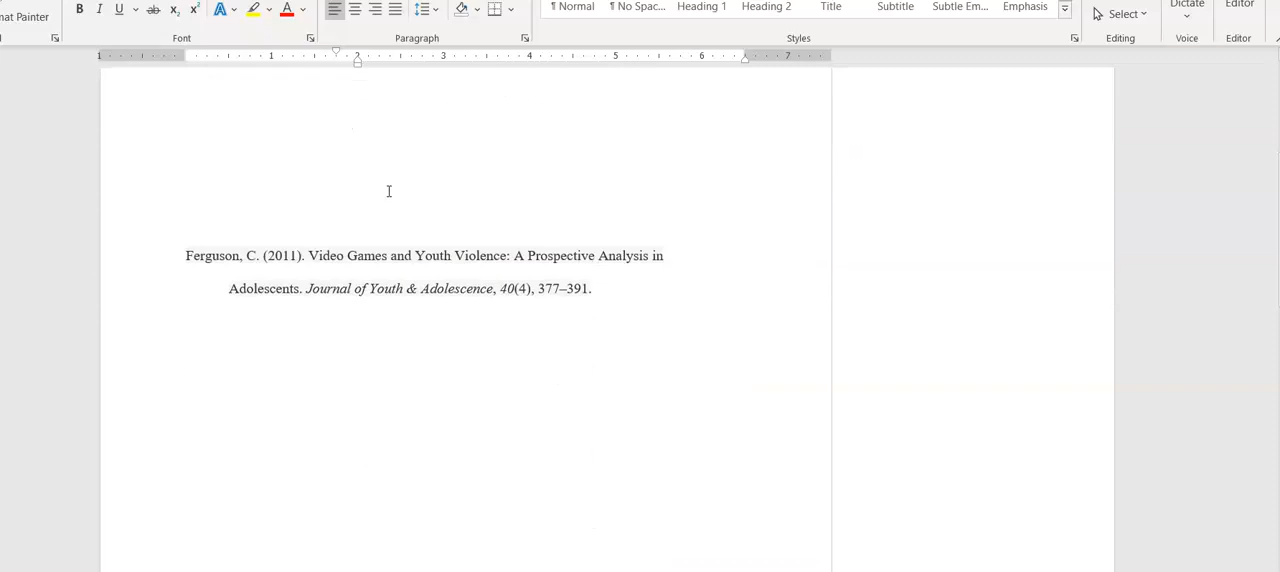 mat Painter
B I U ab x₂ x² A A
¶ Normal ¶ No Spac... Heading 1 Heading 2 Title Subtitle Subtle Em... Emphasis
Select
Dictate
Editor
Font Paragraph Styles Editing Voice Editor
1 1 2 3 4 5 6 7
Ferguson, C. (2011). Video Games and Youth Violence: A Prospective Analysis in
Adolescents. Journal of Youth & Adolescence, 40(4), 377–391.